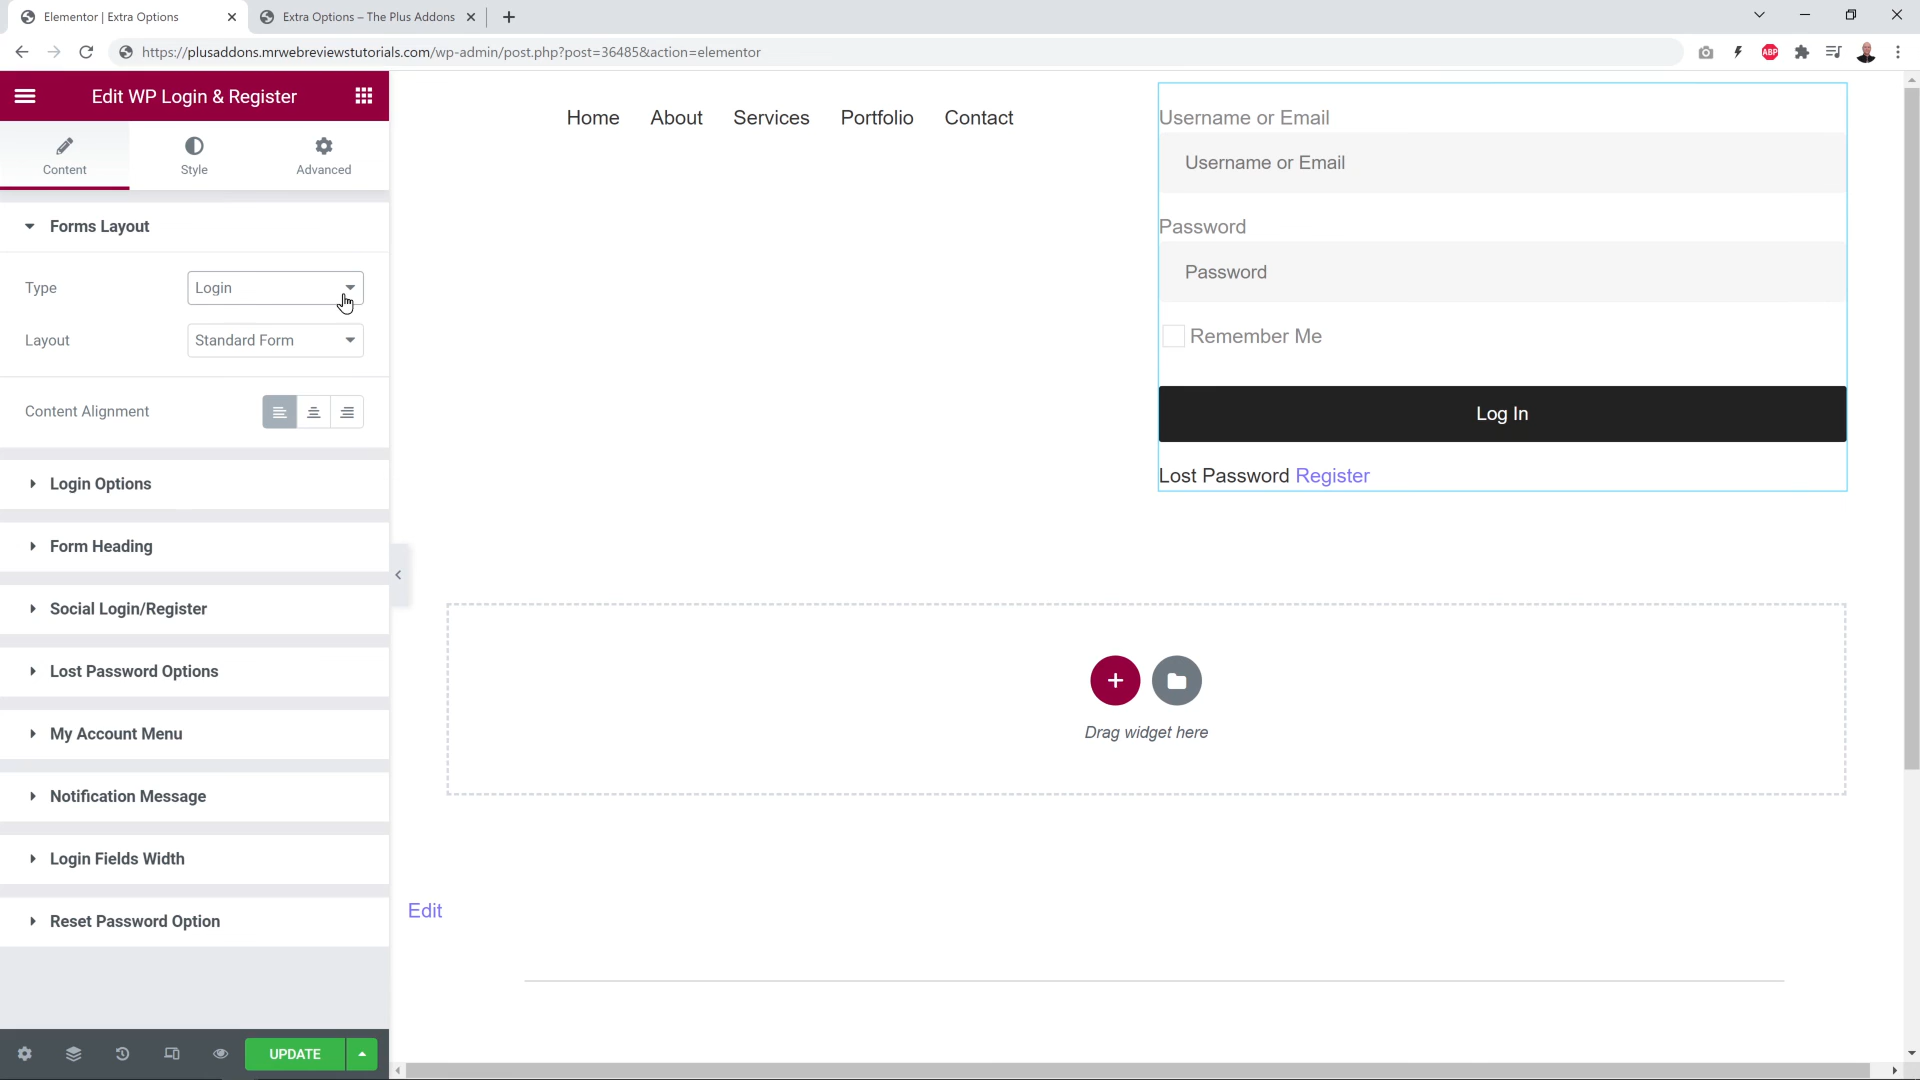 Elementor | Extra Options
Extra Options – The Plus Addons
https://plusaddons.mrwebreviewstutorials.com/wp-admin/post.php?post=36485&action=elementor
ABP
Edit WP Login & Register
Content
Style
Advanced
Forms Layout
Type
Login
Layout
Standard Form
Content Alignment
Login Options
Form Heading
Social Login/Register
Lost Password Options
My Account Menu
Notification Message
Login Fields Width
Reset Password Option
UPDATE
Home
About
Services
Portfolio
Contact
Username or Email
Username or Email
Password
Password
Remember Me
Log In
Lost Password Register
Drag widget here
Edit